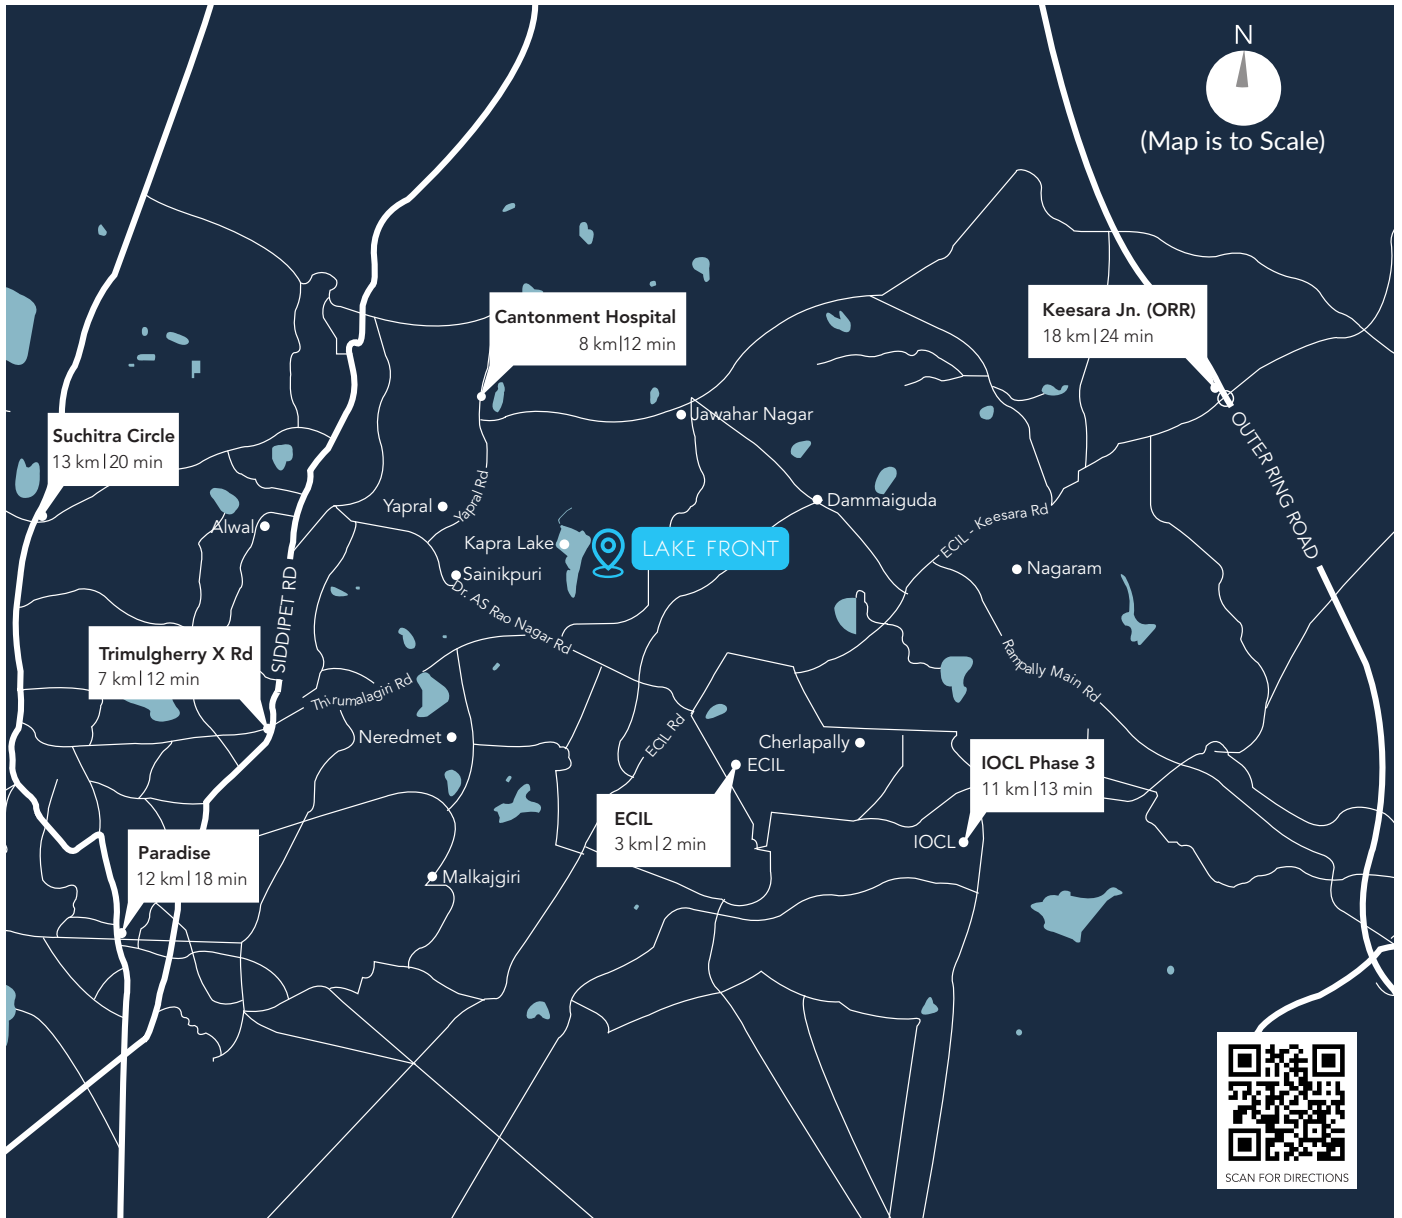 N
(Map is to Scale)
Cantonment Hospital
8 km|12 min
Keesara Jn. (ORR)
18 km|24 min
Suchitra Circle
13 km|20 min
Jawahar Nagar
OUTER RING ROAD
Yapral
Yapral Rd
Dammaiguda
Alwal
ECIL - Keesara Rd
Kapra Lake
LAKE FRONT
Sainikpuri
Nagaram
Dr. AS Rao Nagar Rd
SIDDIPET RD
Trimulgherry X Rd
7 km|12 min
Thirumalagiri Rd
Rampally Main Rd
Neredmet
ECIL Rd
Cherlapally
ECIL
IOCL Phase 3
11 km|13 min
ECIL
3 km|2 min
IOCL
Paradise
12 km|18 min
Malkajgiri
SCAN FOR DIRECTIONS